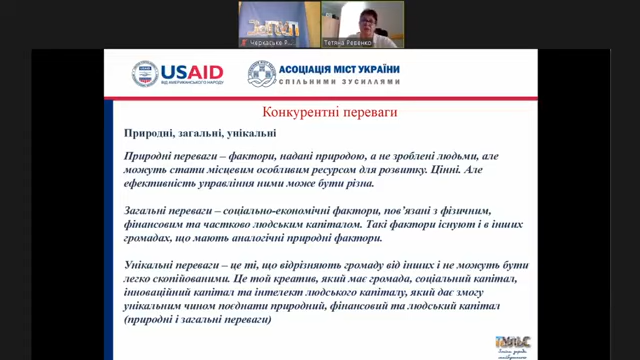 Черкаське Р...
Тетяна Ревенко
USAID
ВІД АМЕРИКАНСЬКОГО НАРОДУ
АСОЦІАЦІЯ МІСТ УКРАЇНИ
СПІЛЬНИМИ ЗУСИЛЛЯМИ
Конкурентні переваги
Природні, загальні, унікальні
Природні переваги – фактори, надані природою, а не зроблені людьми, але
можуть стати місцевим особливим ресурсом для розвитку. Цінні. Але
ефективність управління ними може бути різна.
Загальні переваги – соціально-економічні фактори, пов’язані з фізичним,
фінансовим та частково людським капіталом. Такі фактори існують і в інших
громадах, що мають аналогічні природні фактори.
Унікальні переваги – це ті, що відрізняють громаду від інших і не можуть бути
легко скопійованими. Це той креатив, який має громада, соціальний капітал,
інноваційний капітал та інтелект людського капіталу, який дає змогу
унікальним чином поєднати природний, фінансовий та людський капітал
(природні і загальні переваги)